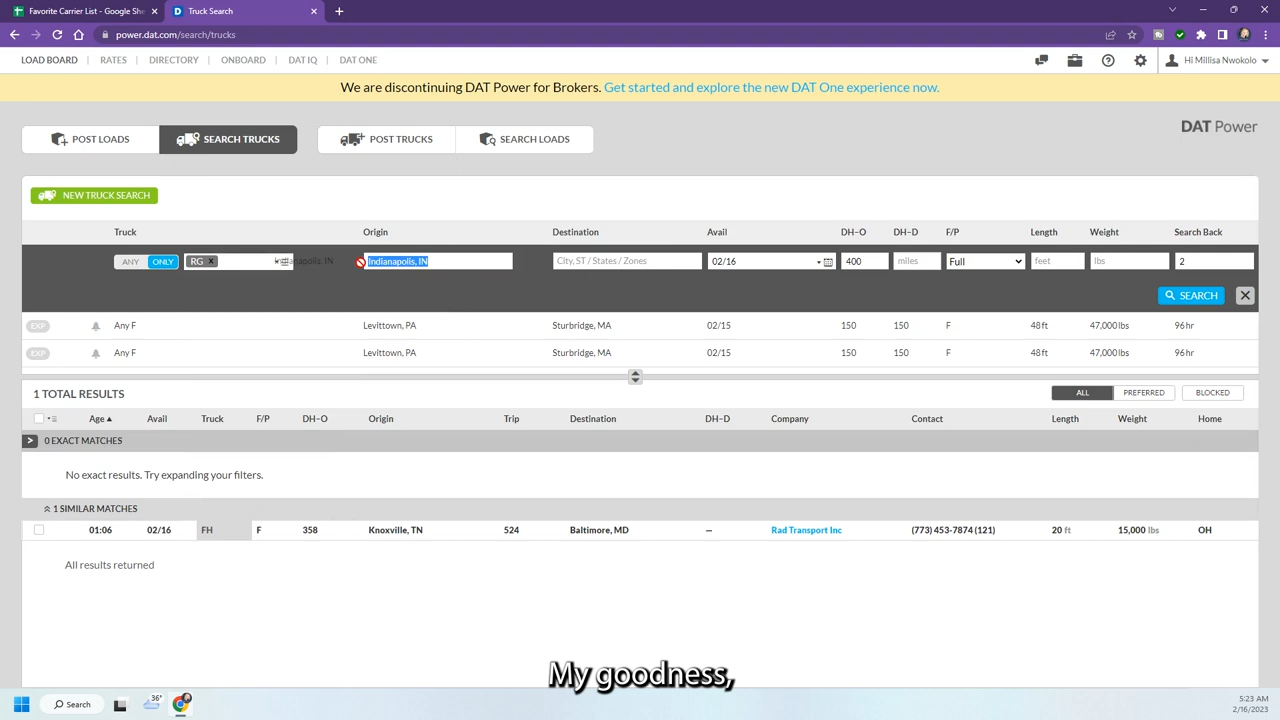 Favorite Carrier List - Google She
Truck Search
power.dat.com/search/trucks
LOAD BOARD RATES DIRECTORY ONBOARD DAT IQ DAT ONE Hi Millisa Nwokolo
We are discontinuing DAT Power for Brokers. Get started and explore the new DAT One experience now.
POST LOADS SEARCH TRUCKS POST TRUCKS SEARCH LOADS DAT Power
NEW TRUCK SEARCH
Truck Origin Destination Avail DH-O DH-D F/P Length Weight Search Back
ANY ONLY RG x Indianapolis, IN Indianapolis, IN City, ST / States / Zones 02/16 400 miles Full feet lbs 2
SEARCH X
EXP Any F Levittown, PA Sturbridge, MA 02/15 150 150 F 48 ft 47,000 lbs 96 hr
EXP Any F Levittown, PA Sturbridge, MA 02/15 150 150 F 48 ft 47,000 lbs 96 hr
1 TOTAL RESULTS ALL PREFERRED BLOCKED
Age Avail Truck F/P DH-O Origin Trip Destination DH-D Company Contact Length Weight Home
0 EXACT MATCHES
No exact results. Try expanding your filters.
1 SIMILAR MATCHES
01:06 02/16 FH F 358 Knoxville, TN 524 Baltimore, MD — Rad Transport Inc (773) 453-7874 (121) 20 ft 15,000 lbs OH
All results returned
My goodness,
36°
Search
5:23 AM
2/16/2023